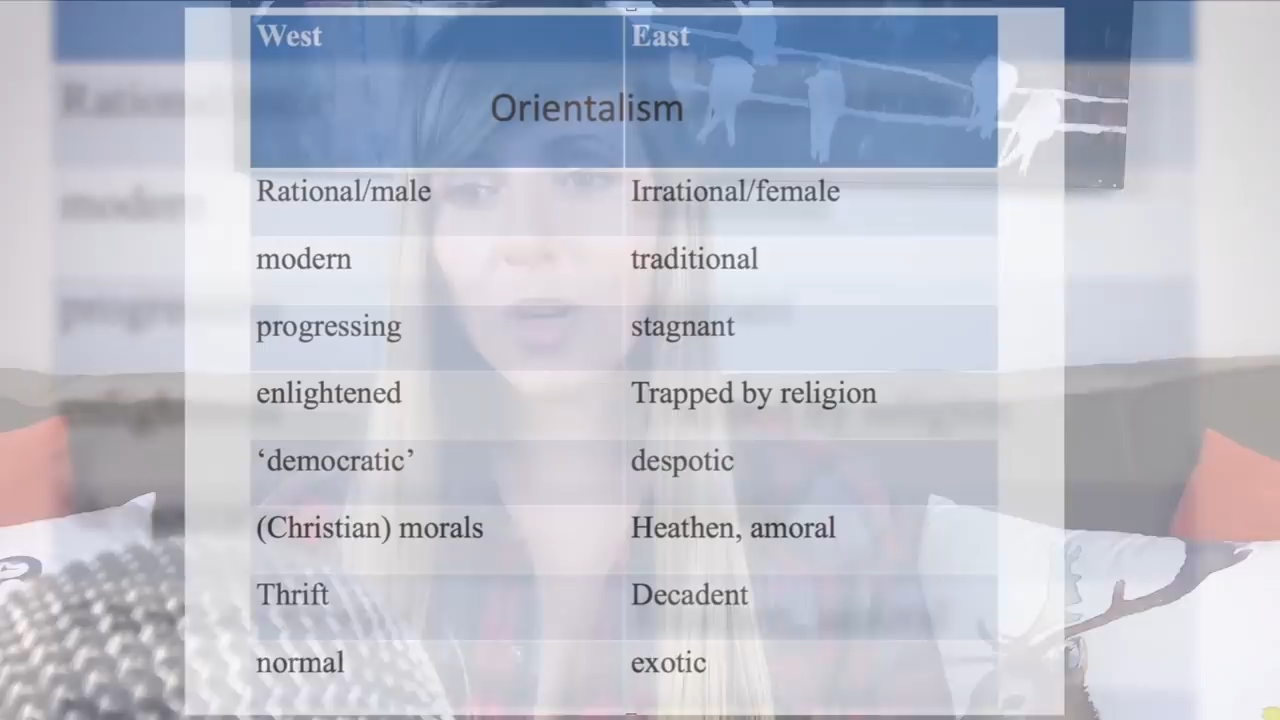 West East
Orientalism
Rational/male Irrational/female
modern traditional
progressing stagnant
enlightened Trapped by religion
‘democratic’ despotic
(Christian) morals Heathen, amoral
Thrift Decadent
normal exotic